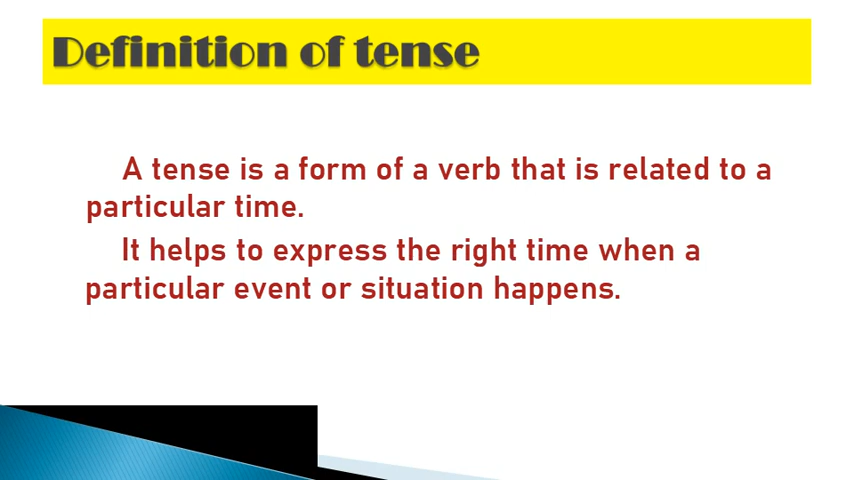 Definition of tense
A tense is a form of a verb that is related to a
particular time.
It helps to express the right time when a
particular event or situation happens.